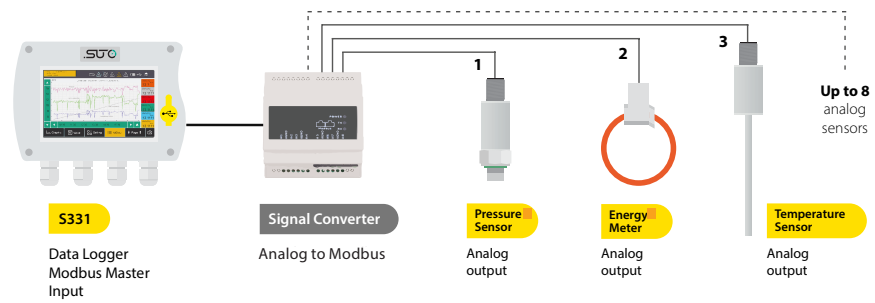 SUTO
1
2
3
Up to 8
analog
sensors
POWER
S331
Data Logger
Modbus Master
Input
Signal Converter
Analog to Modbus
Pressure
Sensor
Analog
output
Energy
Meter
Analog
output
Temperature
Sensor
Analog
output